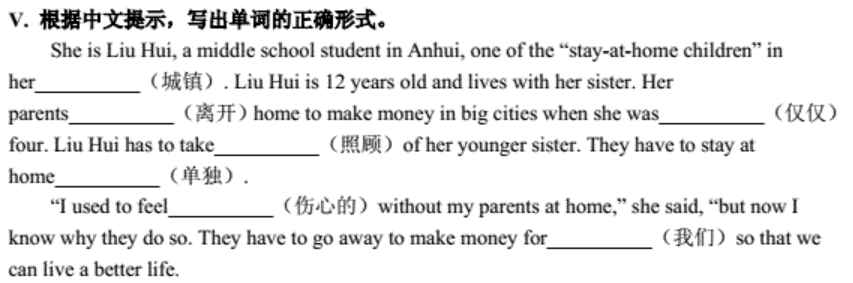 V. 根据中文提示，写出单词的正确形式。
She is Liu Hui, a middle school student in Anhui, one of the “stay-at-home children” in
her__________（城镇）. Liu Hui is 12 years old and lives with her sister. Her
parents__________（离开）home to make money in big cities when she was__________（仅仅）
four. Liu Hui has to take__________（照顾）of her younger sister. They have to stay at
home__________（单独）.
“I used to feel__________（伤心的）without my parents at home,” she said, “but now I
know why they do so. They have to go away to make money for__________（我们）so that we
can live a better life.